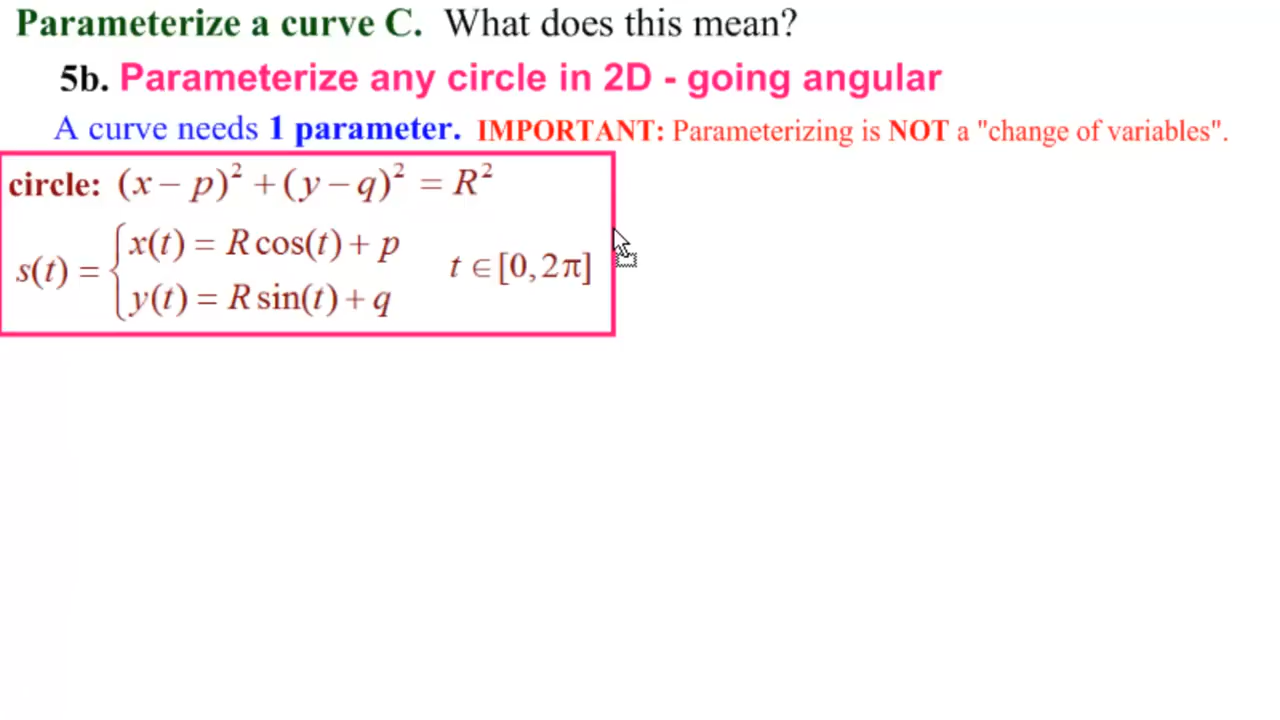 Parameterize a curve C. What does this mean?
5b. Parameterize any circle in 2D - going angular
A curve needs 1 parameter. IMPORTANT: Parameterizing is NOT a "change of variables".
circle: (x − p)² + (y − q)² = R²
s(t) = { x(t) = R cos(t) + p
y(t) = R sin(t) + q
t ∈ [0, 2π]